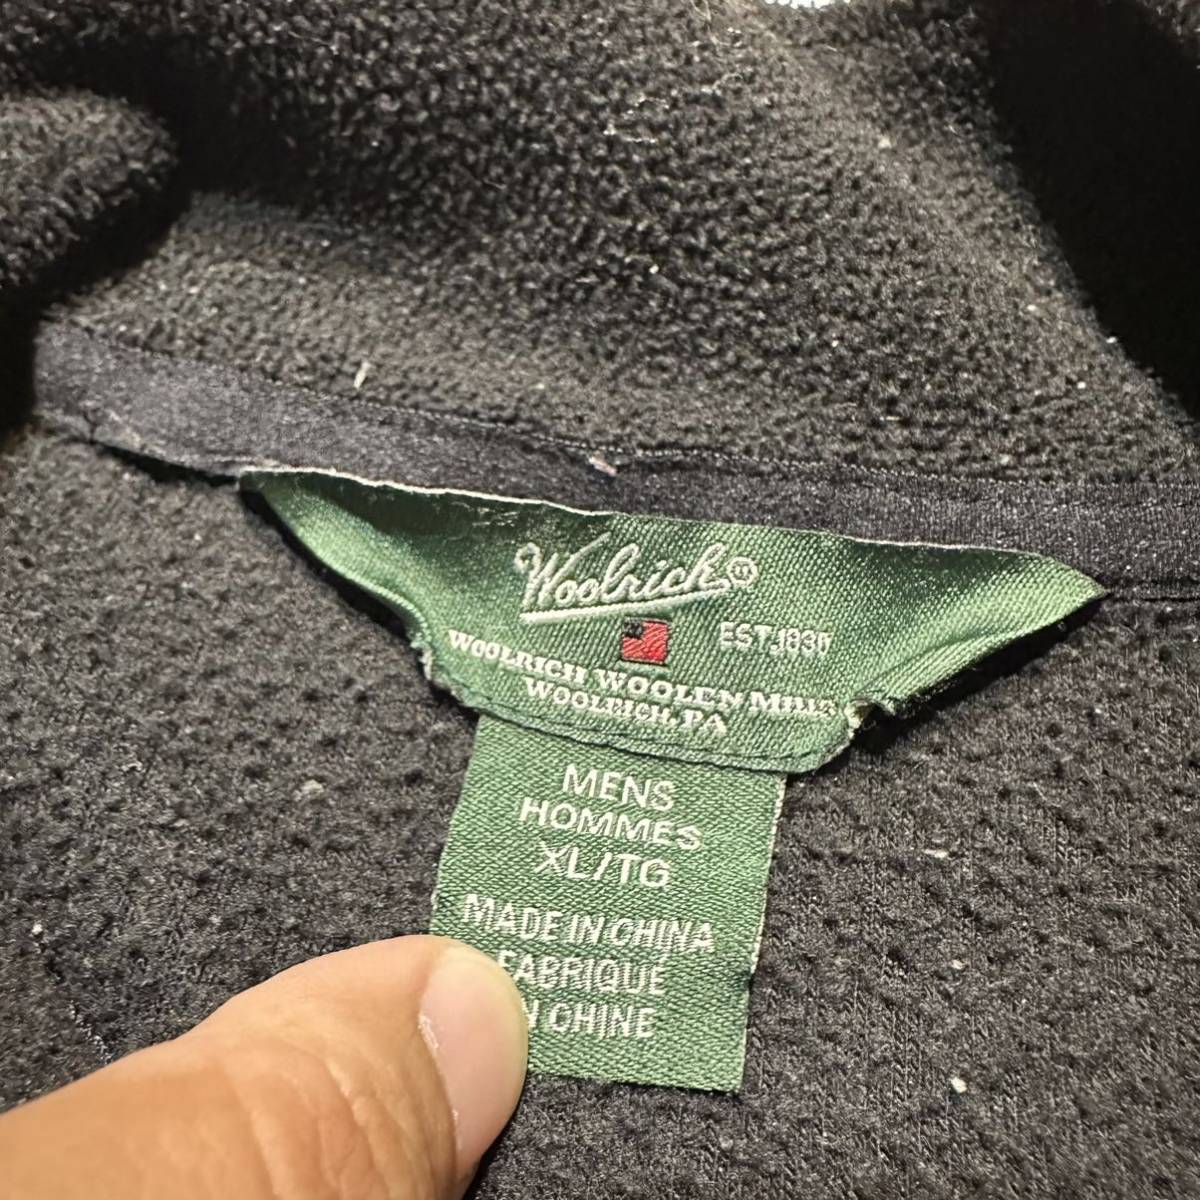 Woolrich®
EST.1830
WOOLRICH WOOLEN MILLS
WOOLRICH, PA
MENS
HOMMES
XL/TG
MADE IN CHINA
FABRIQUÉ
N CHINE